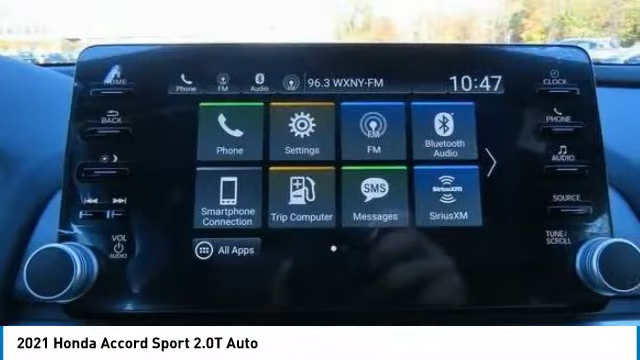 HOME
Phone
FM
Audio
FM
96.3 WXNY-FM
10:47
CLOCK
BACK
PHONE
AUDIO
SOURCE
TUNE/
SCROLL
VOL
AUDIO
Phone
Settings
FM
FM
Bluetooth
Audio
Smartphone
Connection
Trip Computer
SMS
Messages
SiriusXM
SiriusXM
All Apps
2021 Honda Accord Sport 2.0T Auto